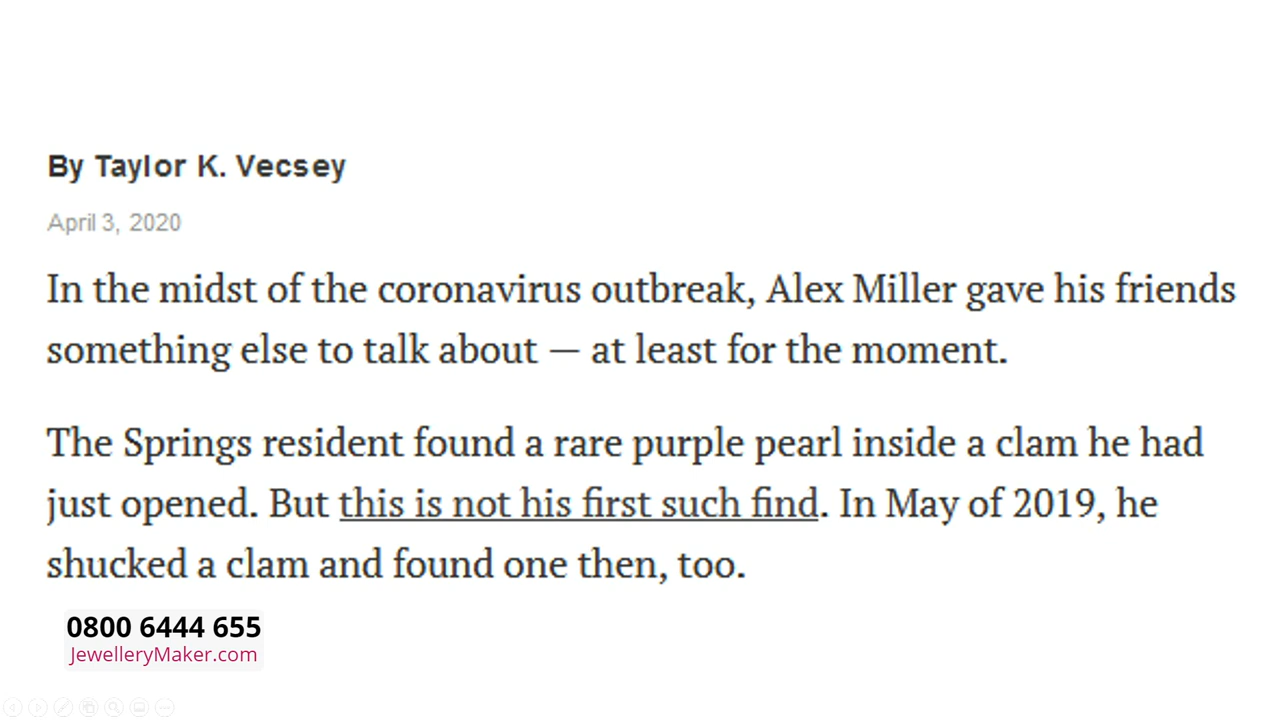 By Taylor K. Vecsey
April 3, 2020
In the midst of the coronavirus outbreak, Alex Miller gave his friends
something else to talk about — at least for the moment.
The Springs resident found a rare purple pearl inside a clam he had
just opened. But this is not his first such find. In May of 2019, he
shucked a clam and found one then, too.
0800 6444 655
JewelleryMaker.com